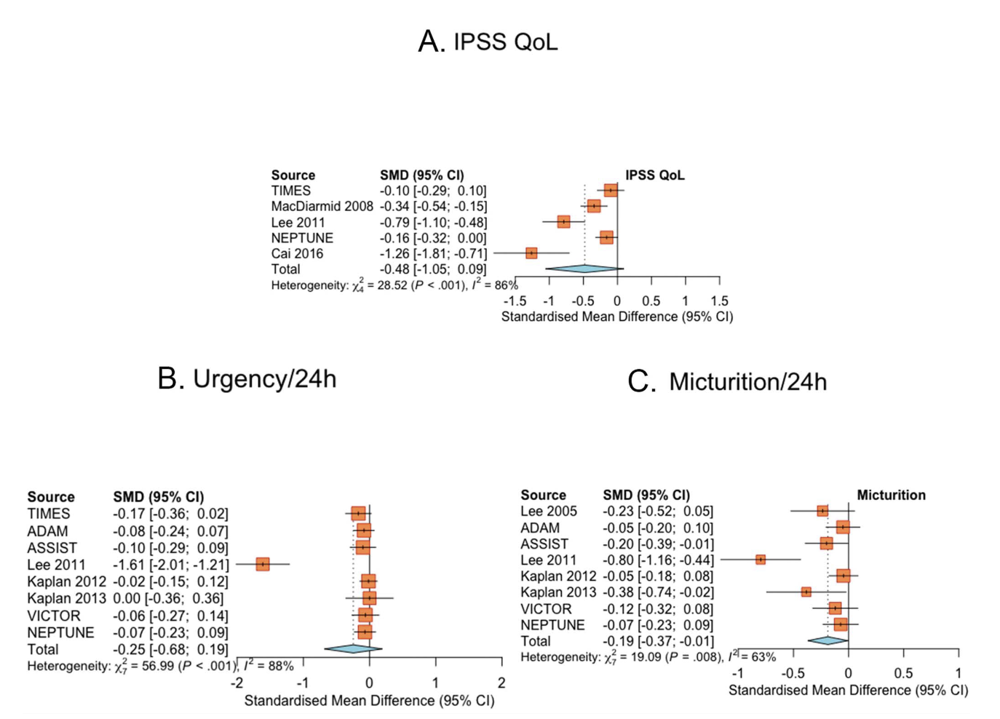 A. IPSS QoL
Source SMD (95% CI) IPSS QoL
TIMES -0.10 [-0.29; 0.10]
MacDiarmid 2008 -0.34 [-0.54; -0.15]
Lee 2011 -0.79 [-1.10; -0.48]
NEPTUNE -0.16 [-0.32; 0.00]
Cai 2016 -1.26 [-1.81; -0.71]
Total -0.48 [-1.05; 0.09]
Heterogeneity: χ²₄ = 28.52 (P < .001), I² = 86%
-1.5 -1 -0.5 0 0.5 1 1.5
Standardised Mean Difference (95% CI)
B. Urgency/24h
Source SMD (95% CI)
TIMES -0.17 [-0.36; 0.02]
ADAM -0.08 [-0.24; 0.07]
ASSIST -0.10 [-0.29; 0.09]
Lee 2011 -1.61 [-2.01; -1.21]
Kaplan 2012 -0.02 [-0.15; 0.12]
Kaplan 2013 0.00 [-0.36; 0.36]
VICTOR -0.06 [-0.27; 0.14]
NEPTUNE -0.07 [-0.23; 0.09]
Total -0.25 [-0.68; 0.19]
Heterogeneity: χ²₇ = 56.99 (P < .001), I² = 88%
-2 -1 0 1 2
Standardised Mean Difference (95% CI)
C. Micturition/24h
Source SMD (95% CI) Micturition
Lee 2005 -0.23 [-0.52; 0.05]
ADAM -0.05 [-0.20; 0.10]
ASSIST -0.20 [-0.39; -0.01]
Lee 2011 -0.80 [-1.16; -0.44]
Kaplan 2012 -0.05 [-0.18; 0.08]
Kaplan 2013 -0.38 [-0.74; -0.02]
VICTOR -0.12 [-0.32; 0.08]
NEPTUNE -0.07 [-0.23; 0.09]
Total -0.19 [-0.37; -0.01]
Heterogeneity: χ²₇ = 19.09 (P = .008), I² = 63%
-1 -0.5 0 0.5 1
Standardised Mean Difference (95% CI)